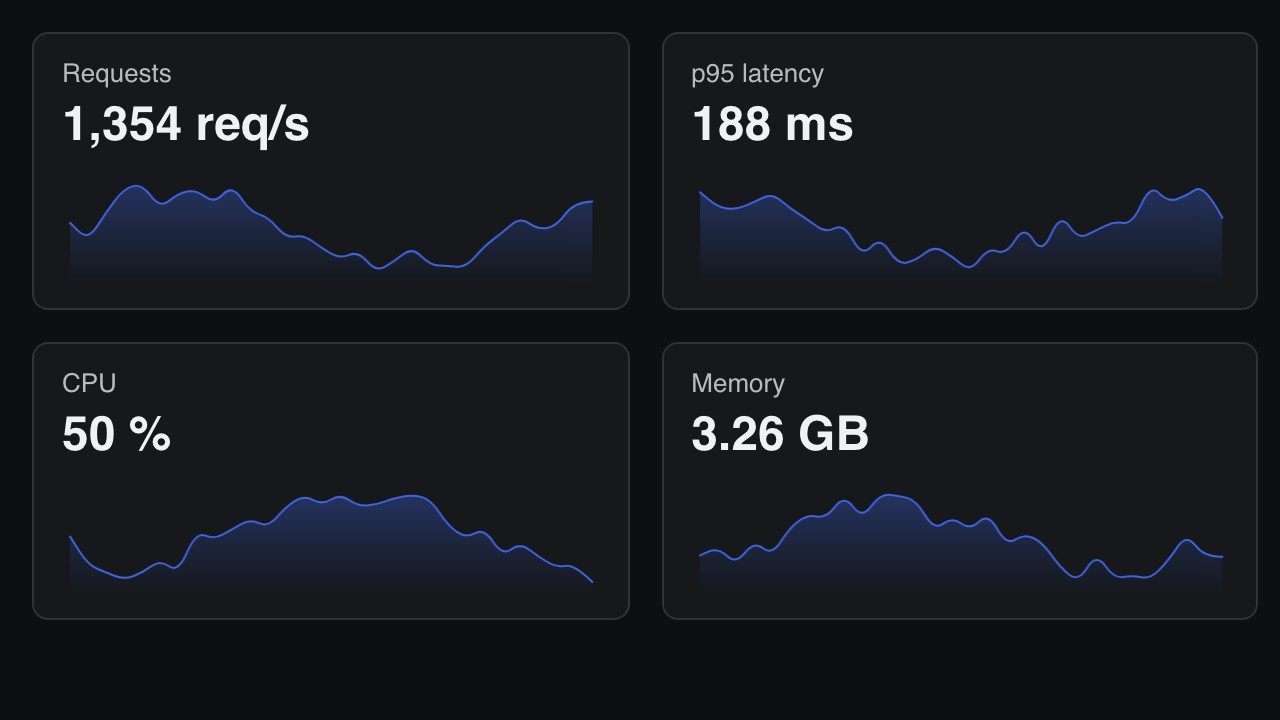 Requests
1,354 req/s
p95 latency
188 ms
CPU
50 %
Memory
3.26 GB